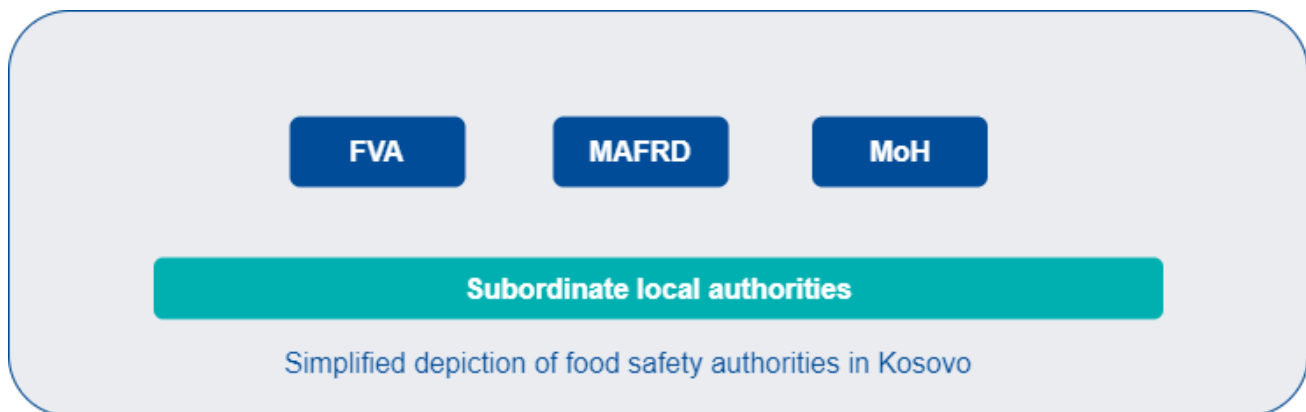 FVA MAFRD MoH
Subordinate local authorities
Simplified depiction of food safety authorities in Kosovo